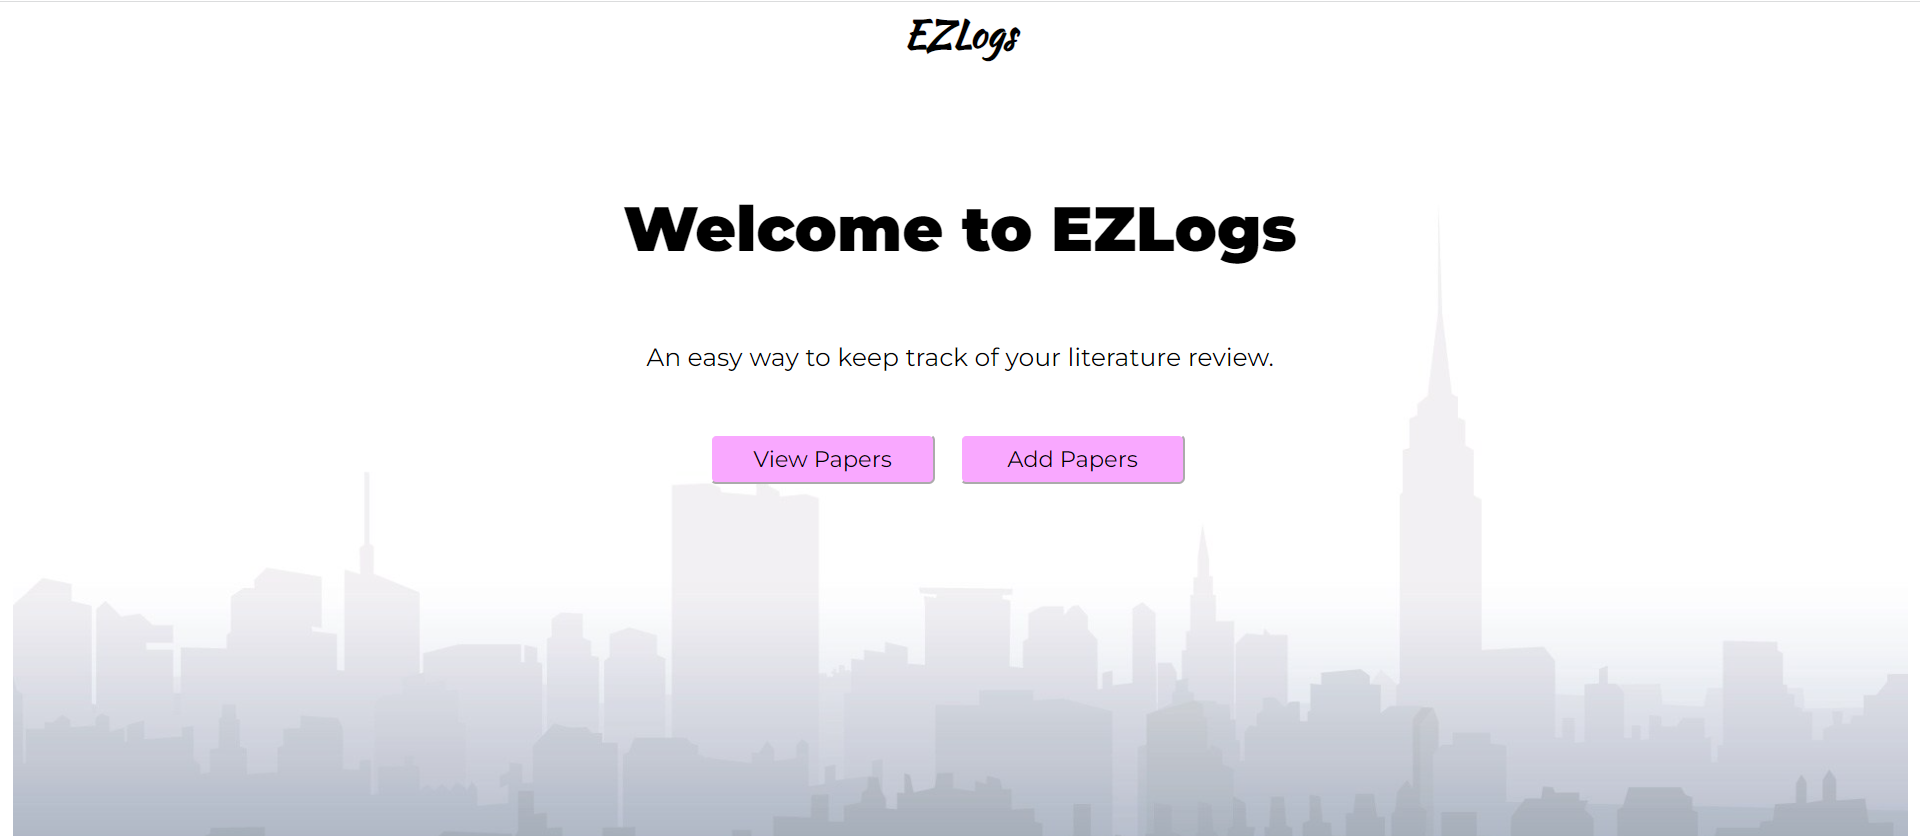 EZLogs
Welcome to EZLogs
An easy way to keep track of your literature review.
View Papers
Add Papers